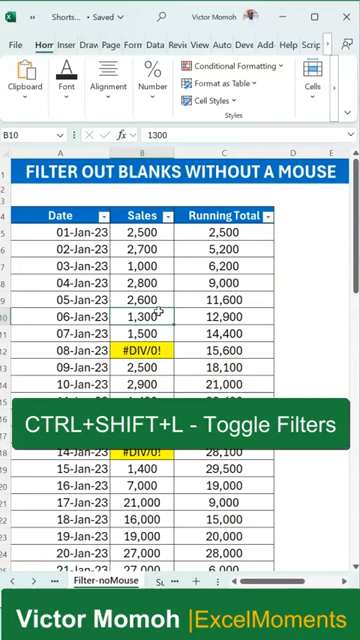 Shorts... • Saved
Victor Momoh
File Hor Inse Draw Page Form Data Revie View Auto Deve Help Script
Clipboard
Font
Alignment
Number
Conditional Formatting
Format as Table
Cell Styles
Styles
Cells
B10
fx 1300
A B C D E
1 FILTER OUT BLANKS WITHOUT A MOUSE
2
3
4 Date Sales Running Total
5 01-Jan-23 2,500 2,500
6 02-Jan-23 2,700 5,200
7 03-Jan-23 1,000 6,200
8 04-Jan-23 2,800 9,000
9 05-Jan-23 2,600 11,600
10 06-Jan-23 1,300 12,900
11 07-Jan-23 1,500 14,400
12 08-Jan-23 #DIV/0! 15,600
13 09-Jan-23 2,500 18,100
14 10-Jan-23 2,900 21,000
CTRL+SHIFT+L - Toggle Filters
18 14-Jan-23 #DIV/0! 28,100
19 15-Jan-23 1,400 29,500
20 16-Jan-23 7,000 19,000
21 17-Jan-23 21,000 9,000
22 18-Jan-23 16,000 15,000
23 19-Jan-23 19,000 20,000
24 20-Jan-23 27,000 28,000
Filter-noMouse
Victor Momoh |ExcelMoments